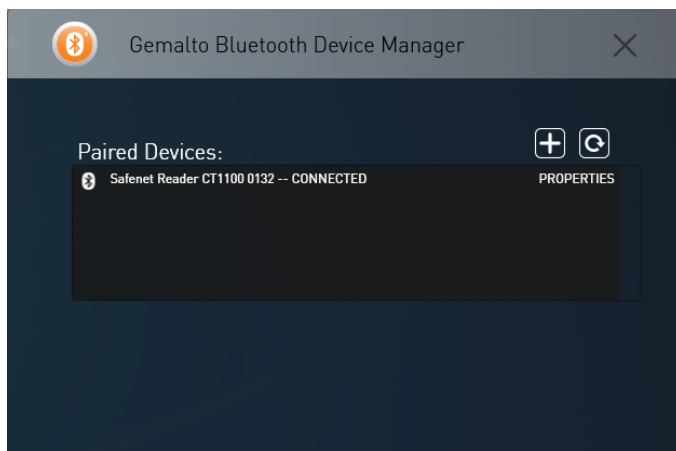 Gemalto Bluetooth Device Manager
Paired Devices:
Safenet Reader CT1100 0132 -- CONNECTED PROPERTIES